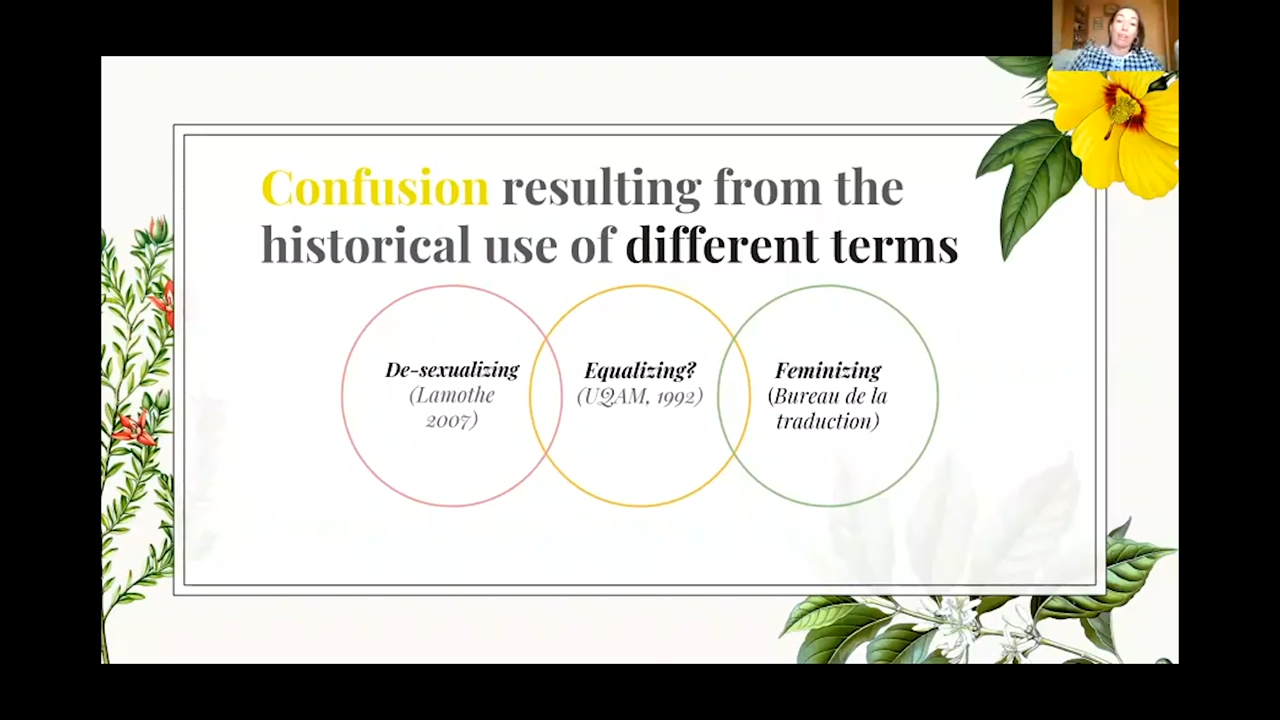 Confusion resulting from the
historical use of different terms
De-sexualizing
(Lamothe
2007)
Equalizing?
(UQAM, 1992)
Feminizing
(Bureau de la
traduction)